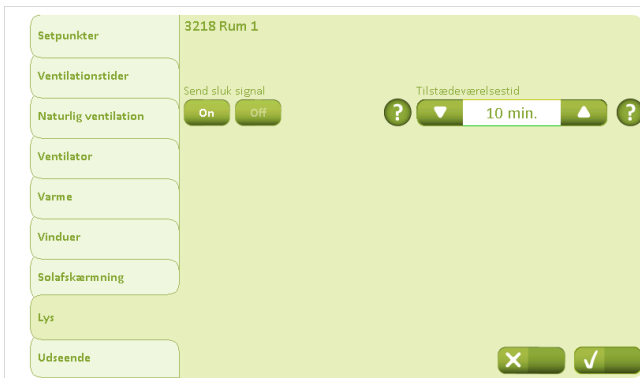 3218 Rum 1
Setpunkter
Ventilationstider
Naturlig ventilation
Ventilator
Varme
Vinduer
Solafskærmning
Lys
Udseende
Send sluk signal
On Off
?
Tilstædeværelsestid
10 min.
?